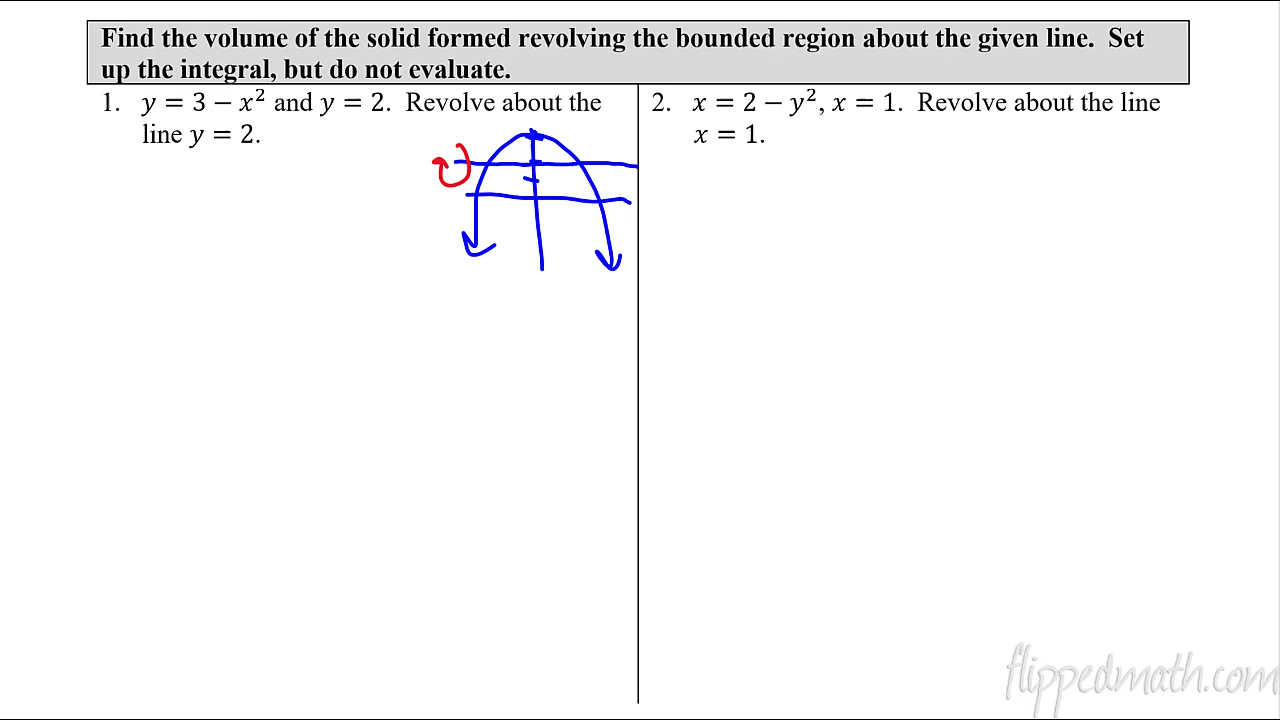 Find the volume of the solid formed revolving the bounded region about the given line. Set
up the integral, but do not evaluate.
1. y = 3 − x² and y = 2. Revolve about the
line y = 2.
2. x = 2 − y², x = 1. Revolve about the line
x = 1.
flippedmath.com